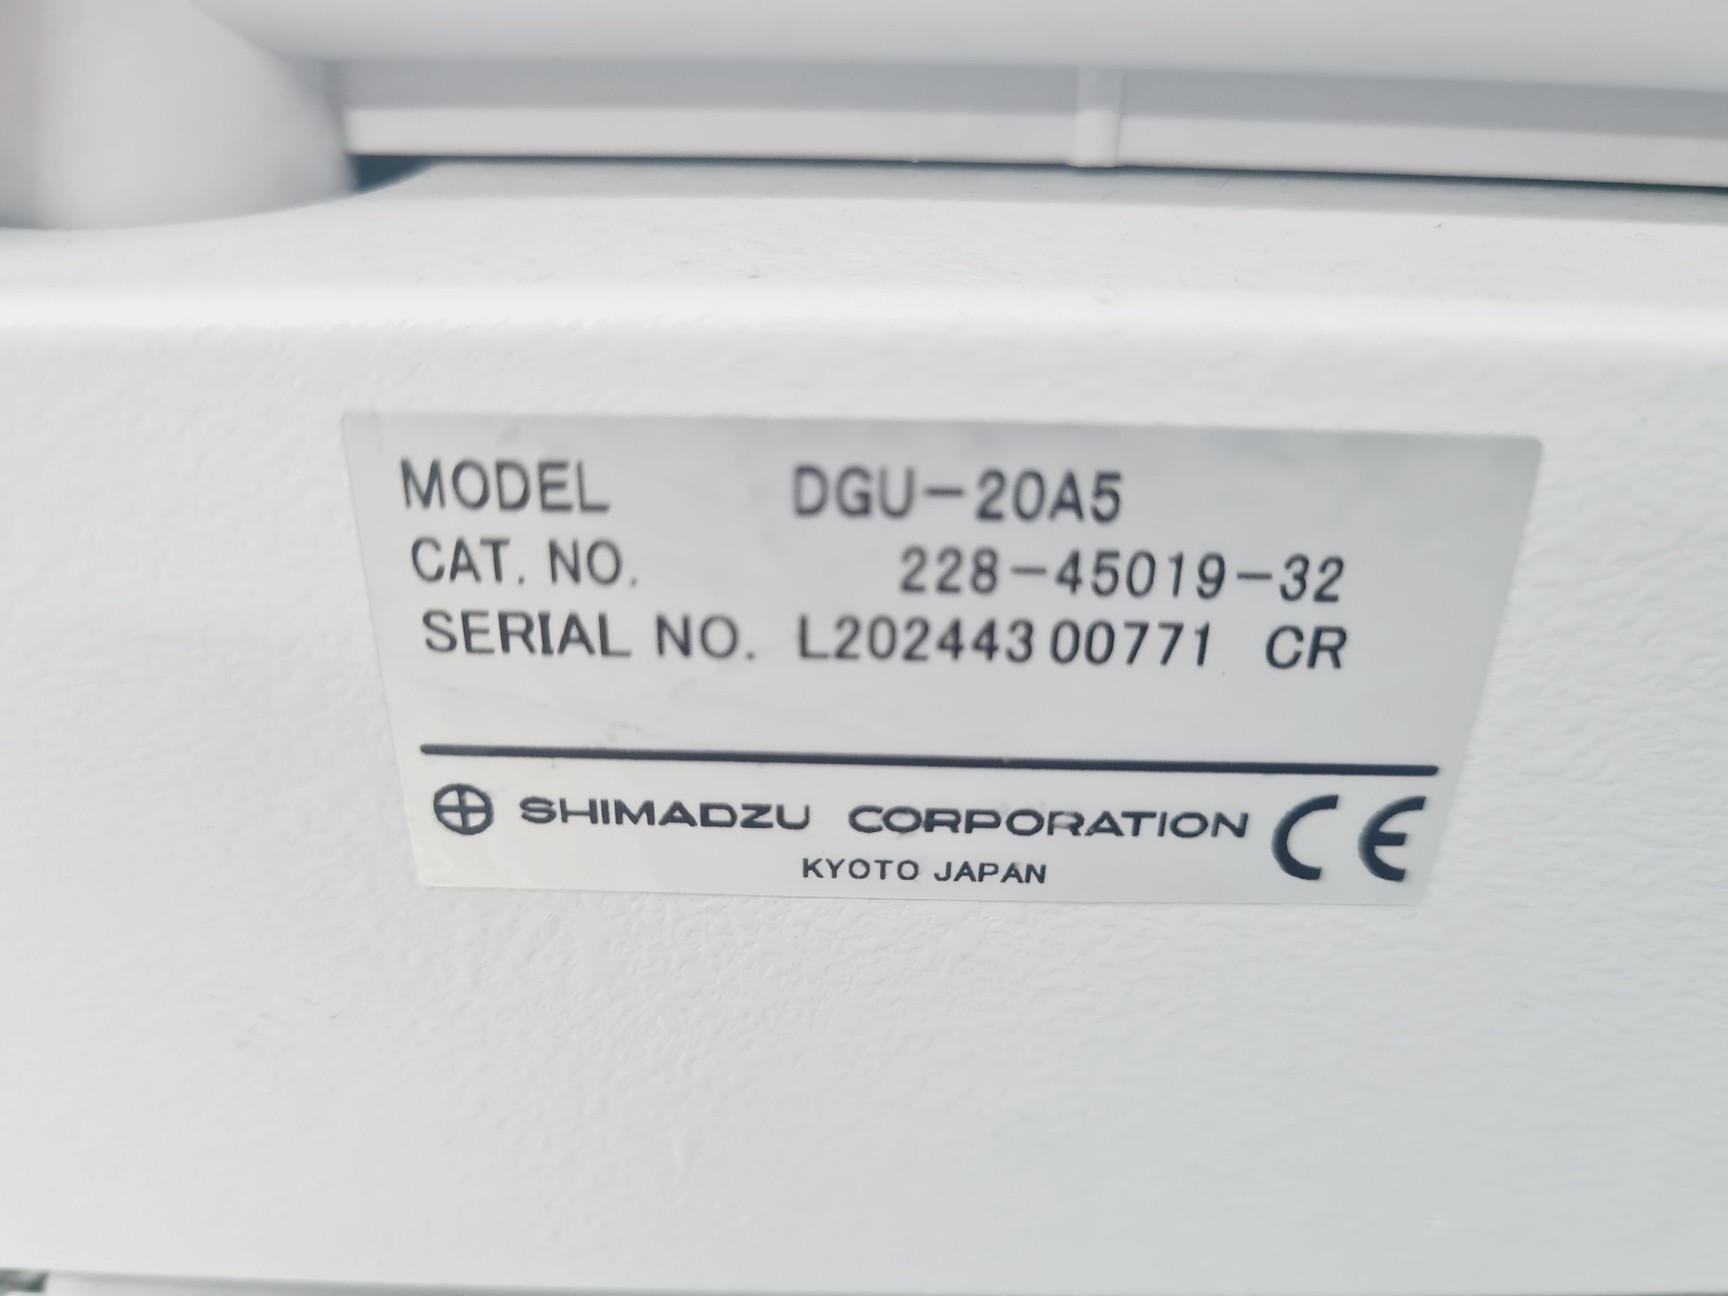 MODEL DGU-20A5
CAT. NO. 228-45019-32
SERIAL NO. L20244300771 CR
SHIMADZU CORPORATION CE
KYOTO JAPAN